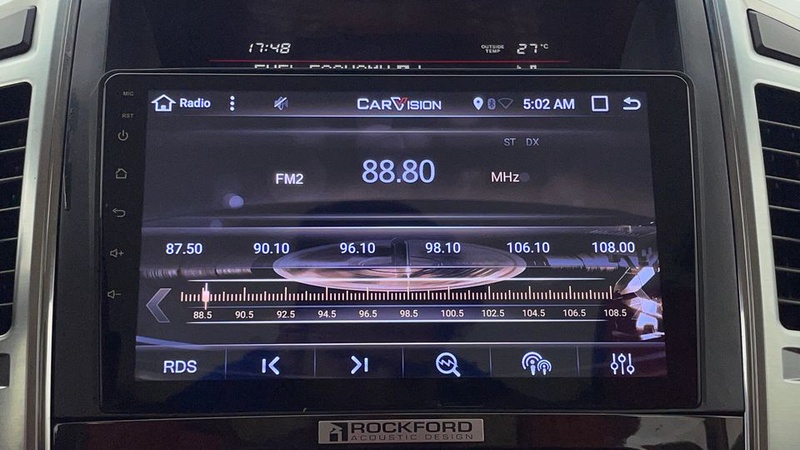 17:48 OUTSIDE TEMP 27°C
FUEL ECONOMY
MIC
RST
Radio CARVISION 5:02 AM
ST DX
FM2 88.80 MHz
87.50 90.10 96.10 98.10 106.10 108.00
88.5 90.5 92.5 94.5 96.5 98.5 100.5 102.5 104.5 106.5 108.5
RDS
ROCKFORD
ACOUSTIC DESIGN